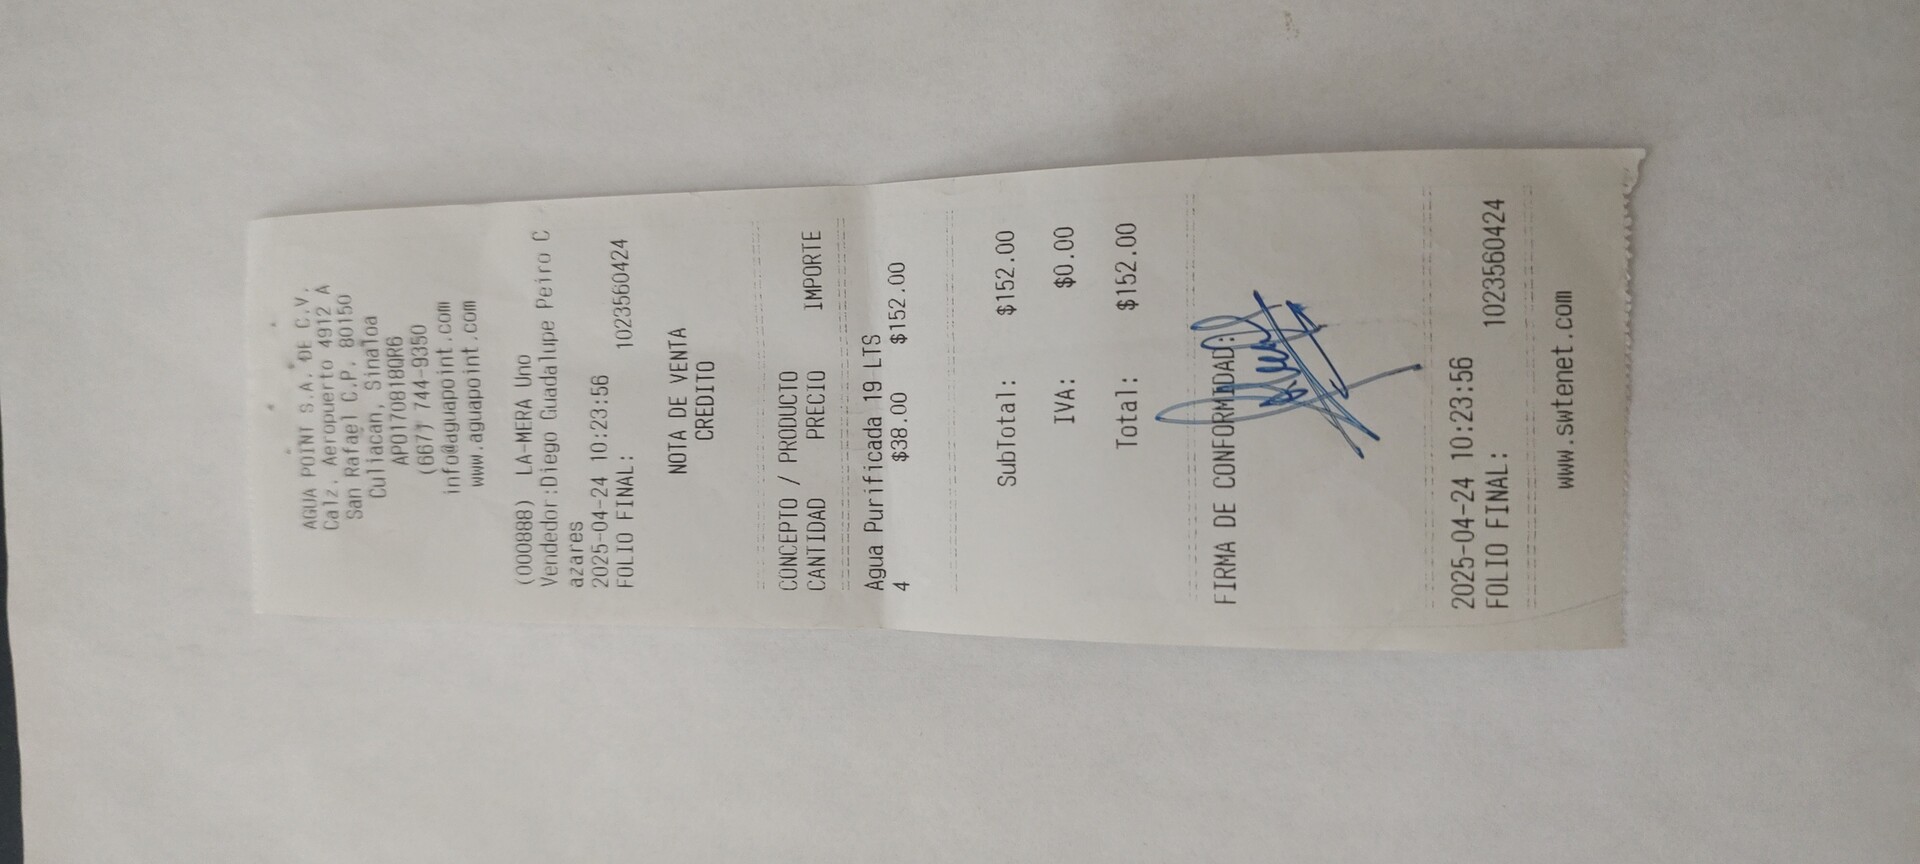 AGUA POINT S.A. DE C.V.
Calz. Aeropuerto 4912 A
San Rafael C.P. 80150
Culiacan, Sinaloa
APO170818QR6
(667) 744-9350
info@aguapoint.com
www.aguapoint.com
(000888) LA-MERA Uno
Vendedor:Diego Guadalupe Peiro C
azares
2025-04-24 10:23:56
FOLIO FINAL: 1023560424
NOTA DE VENTA
CREDITO
CONCEPTO / PRODUCTO
CANTIDAD PRECIO IMPORTE
Agua Purificada 19 LTS
4 $38.00 $152.00
SubTotal: $152.00
IVA: $0.00
Total: $152.00
FIRMA DE CONFORMIDAD:
2025-04-24 10:23:56
FOLIO FINAL: 1023560424
www.swtenet.com